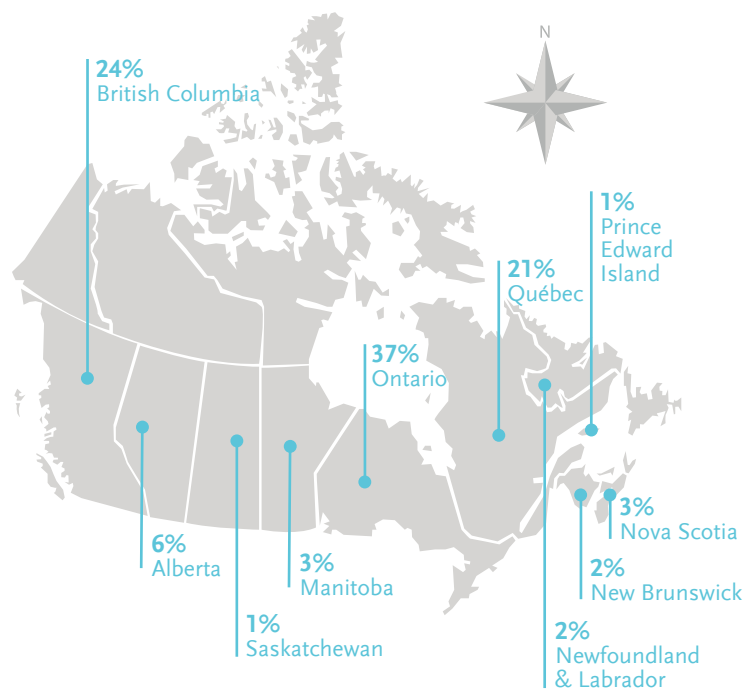 N
24%
British Columbia
1%
Prince
Edward
Island
21%
Québec
37%
Ontario
3%
Nova Scotia
6%
Alberta
3%
Manitoba
2%
New Brunswick
1%
Saskatchewan
2%
Newfoundland
& Labrador